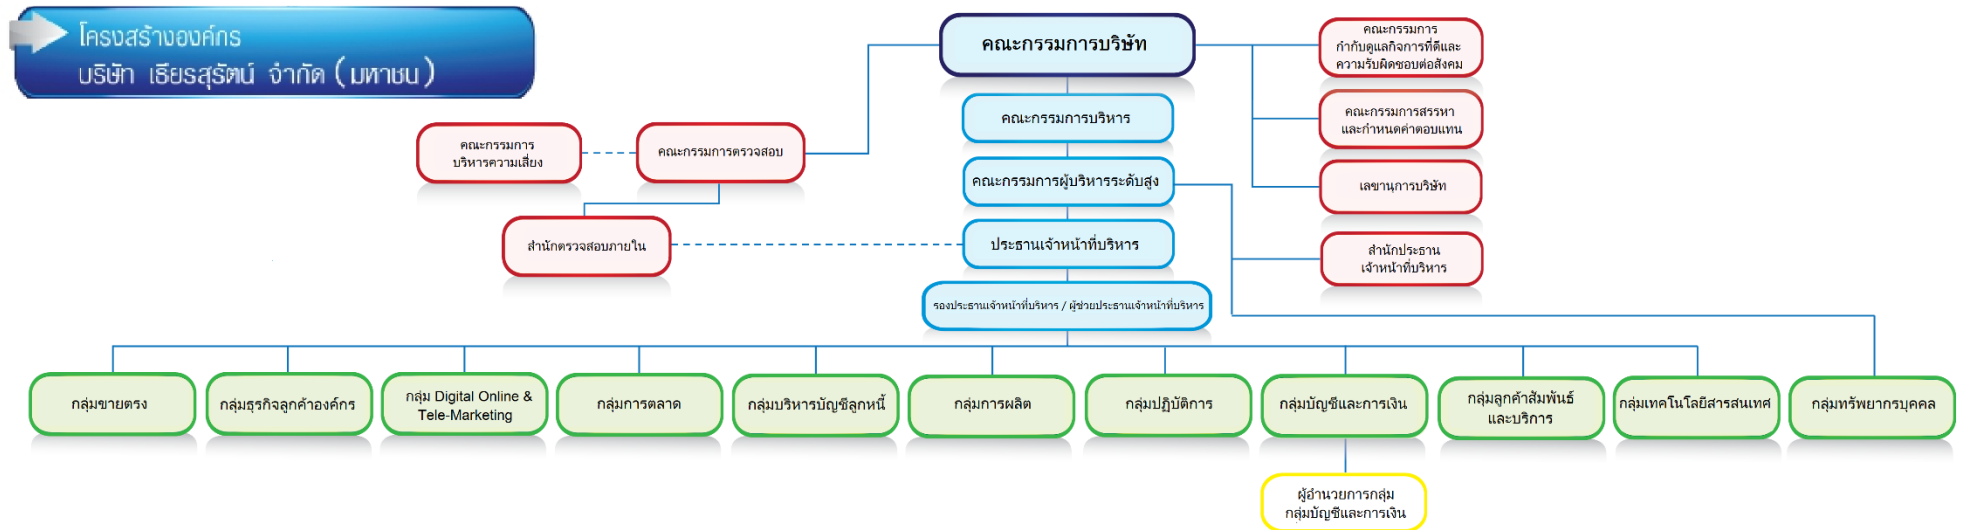 โครงสร้างองค์กร
บริษัท เธียรสุรัตน์ จำกัด (มหาชน)
คณะกรรมการบริษัท
คณะกรรมการ
กำกับดูแลกิจการที่ดีและ
ความรับผิดชอบต่อสังคม
คณะกรรมการบริหาร
คณะกรรมการสรรหา
และกำหนดค่าตอบแทน
คณะกรรมการ
บริหารความเสี่ยง
คณะกรรมการตรวจสอบ
คณะกรรมการผู้บริหารระดับสูง
เลขานุการบริษัท
สำนักตรวจสอบภายใน
ประธานเจ้าหน้าที่บริหาร
สำนักประธาน
เจ้าหน้าที่บริหาร
รองประธานเจ้าหน้าที่บริหาร / ผู้ช่วยประธานเจ้าหน้าที่บริหาร
กลุ่มขายตรง
กลุ่มธุรกิจลูกค้าองค์กร
กลุ่ม Digital Online &
Tele-Marketing
กลุ่มการตลาด
กลุ่มบริหารบัญชีลูกหนี้
กลุ่มการผลิต
กลุ่มปฏิบัติการ
กลุ่มบัญชีและการเงิน
กลุ่มลูกค้าสัมพันธ์
และบริการ
กลุ่มเทคโนโลยีสารสนเทศ
กลุ่มทรัพยากรบุคคล
ผู้อำนวยการกลุ่ม
กลุ่มบัญชีและการเงิน